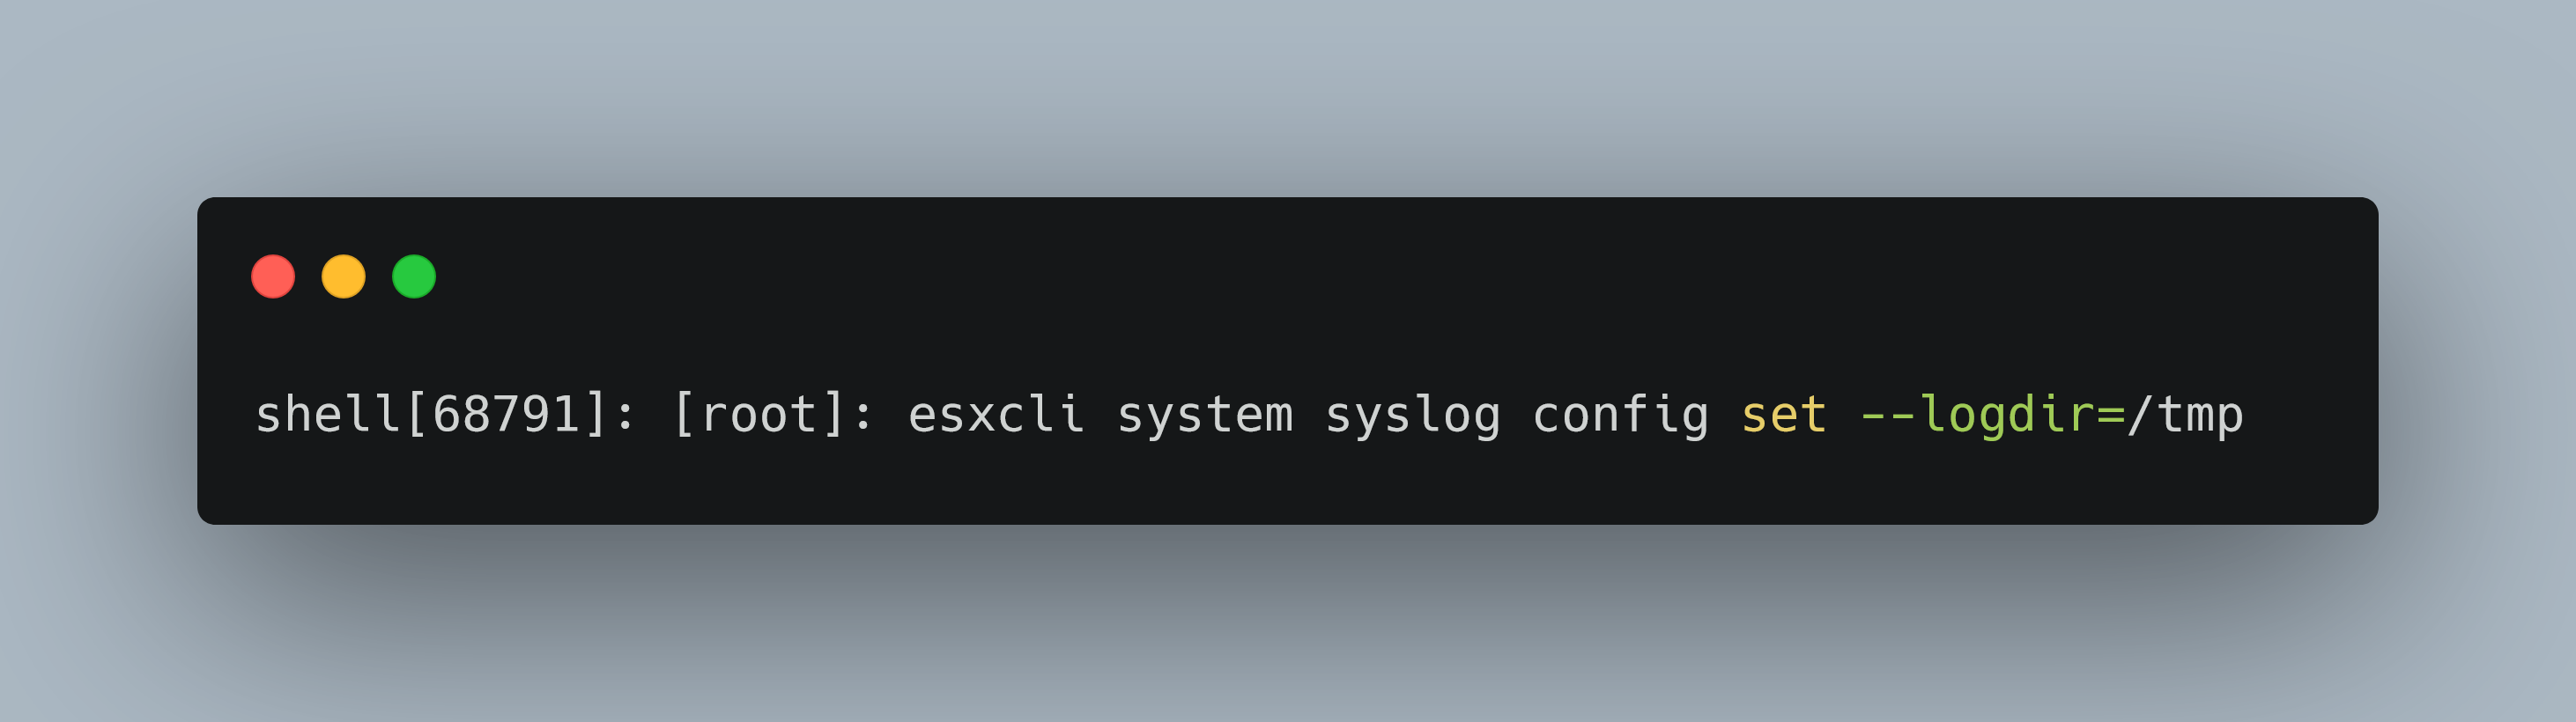 shell[68791]: [root]: esxcli system syslog config set --logdir=/tmp